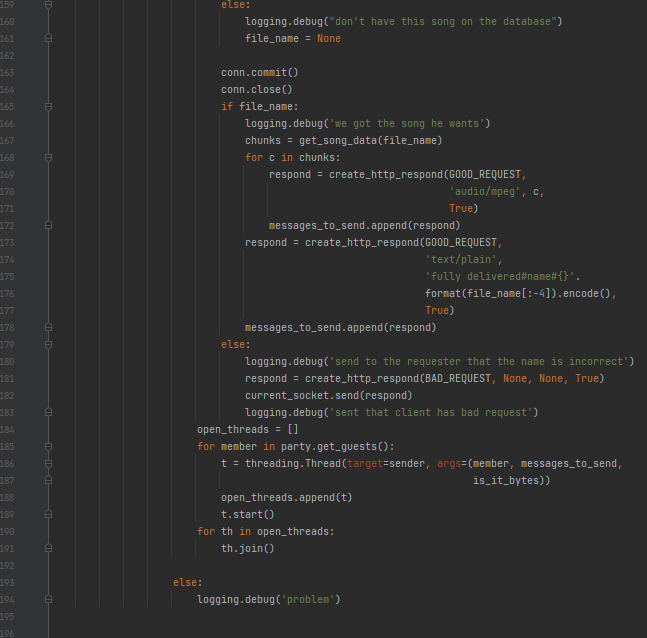 159 else:
160 logging.debug("don't have this song on the database")
161 file_name = None
162
163 conn.commit()
164 conn.close()
165 if file_name:
166 logging.debug('we got the song he wants')
167 chunks = get_song_data(file_name)
168 for c in chunks:
169 respond = create_http_respond(GOOD_REQUEST,
170 'audio/mpeg', c,
171 True)
172 messages_to_send.append(respond)
173 respond = create_http_respond(GOOD_REQUEST,
174 'text/plain',
175 'fully delivered#name#{}'.
176 format(file_name[:-4]).encode(),
177 True)
178 messages_to_send.append(respond)
179 else:
180 logging.debug('send to the requester that the name is incorrect')
181 respond = create_http_respond(BAD_REQUEST, None, None, True)
182 current_socket.send(respond)
183 logging.debug('sent that client has bad request')
184 open_threads = []
185 for member in party.get_guests():
186 t = threading.Thread(target=sender, args=(member, messages_to_send,
187 is_it_bytes))
188 open_threads.append(t)
189 t.start()
190 for th in open_threads:
191 th.join()
192
193 else:
194 logging.debug('problem')
195
196